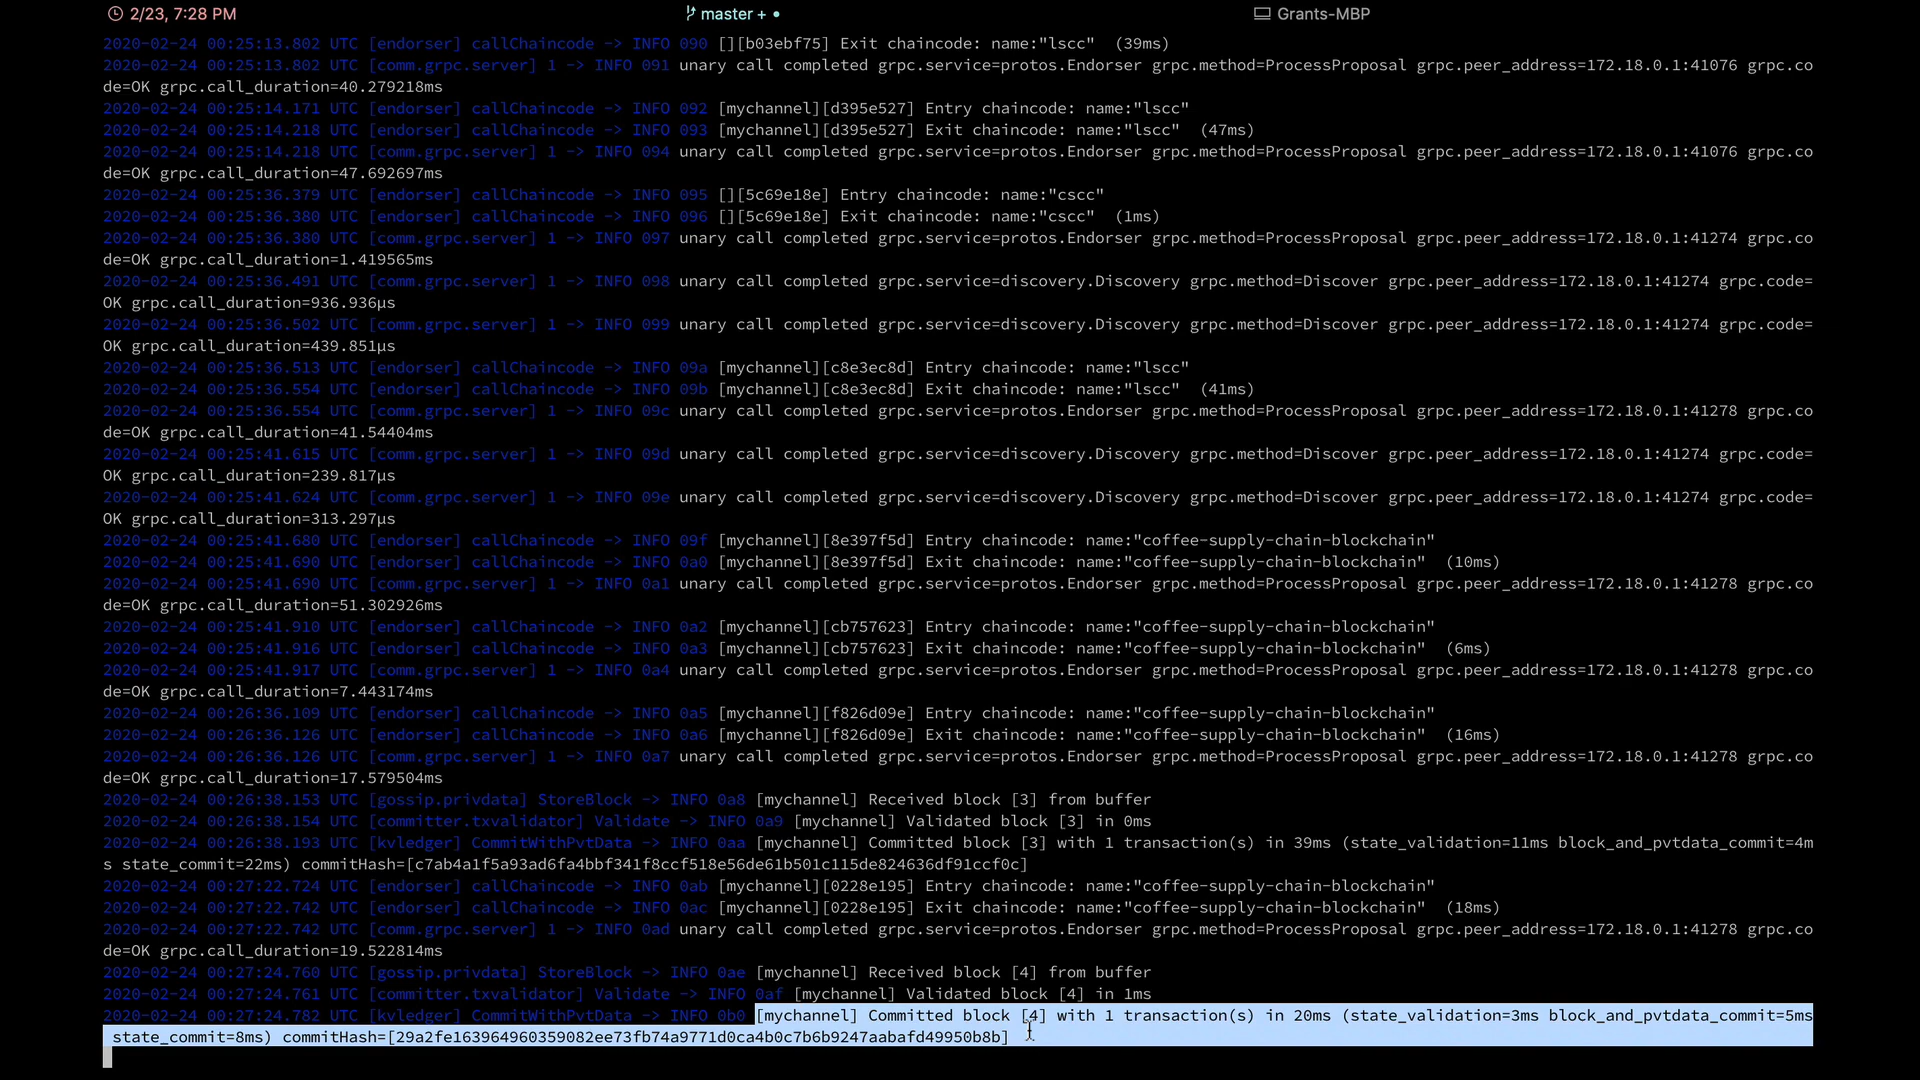 2/23, 7:28 PM master + • Grants-MBP
2020-02-24 00:25:13.802 UTC [endorser] callChaincode -> INFO 090 [][b03ebf75] Exit chaincode: name:"lscc"  (39ms)
2020-02-24 00:25:13.802 UTC [comm.grpc.server] 1 -> INFO 091 unary call completed grpc.service=protos.Endorser grpc.method=ProcessProposal grpc.peer_address=172.18.0.1:41076 grpc.co
de=OK grpc.call_duration=40.279218ms
2020-02-24 00:25:14.171 UTC [endorser] callChaincode -> INFO 092 [mychannel][d395e527] Entry chaincode: name:"lscc"
2020-02-24 00:25:14.218 UTC [endorser] callChaincode -> INFO 093 [mychannel][d395e527] Exit chaincode: name:"lscc"  (47ms)
2020-02-24 00:25:14.218 UTC [comm.grpc.server] 1 -> INFO 094 unary call completed grpc.service=protos.Endorser grpc.method=ProcessProposal grpc.peer_address=172.18.0.1:41076 grpc.co
de=OK grpc.call_duration=47.692697ms
2020-02-24 00:25:36.379 UTC [endorser] callChaincode -> INFO 095 [][5c69e18e] Entry chaincode: name:"cscc"
2020-02-24 00:25:36.380 UTC [endorser] callChaincode -> INFO 096 [][5c69e18e] Exit chaincode: name:"cscc"  (1ms)
2020-02-24 00:25:36.380 UTC [comm.grpc.server] 1 -> INFO 097 unary call completed grpc.service=protos.Endorser grpc.method=ProcessProposal grpc.peer_address=172.18.0.1:41274 grpc.co
de=OK grpc.call_duration=1.419565ms
2020-02-24 00:25:36.491 UTC [comm.grpc.server] 1 -> INFO 098 unary call completed grpc.service=discovery.Discovery grpc.method=Discover grpc.peer_address=172.18.0.1:41274 grpc.code=
OK grpc.call_duration=936.936µs
2020-02-24 00:25:36.502 UTC [comm.grpc.server] 1 -> INFO 099 unary call completed grpc.service=discovery.Discovery grpc.method=Discover grpc.peer_address=172.18.0.1:41274 grpc.code=
OK grpc.call_duration=439.851µs
2020-02-24 00:25:36.513 UTC [endorser] callChaincode -> INFO 09a [mychannel][c8e3ec8d] Entry chaincode: name:"lscc"
2020-02-24 00:25:36.554 UTC [endorser] callChaincode -> INFO 09b [mychannel][c8e3ec8d] Exit chaincode: name:"lscc"  (41ms)
2020-02-24 00:25:36.554 UTC [comm.grpc.server] 1 -> INFO 09c unary call completed grpc.service=protos.Endorser grpc.method=ProcessProposal grpc.peer_address=172.18.0.1:41278 grpc.co
de=OK grpc.call_duration=41.54404ms
2020-02-24 00:25:41.615 UTC [comm.grpc.server] 1 -> INFO 09d unary call completed grpc.service=discovery.Discovery grpc.method=Discover grpc.peer_address=172.18.0.1:41274 grpc.code=
OK grpc.call_duration=239.817µs
2020-02-24 00:25:41.624 UTC [comm.grpc.server] 1 -> INFO 09e unary call completed grpc.service=discovery.Discovery grpc.method=Discover grpc.peer_address=172.18.0.1:41274 grpc.code=
OK grpc.call_duration=313.297µs
2020-02-24 00:25:41.680 UTC [endorser] callChaincode -> INFO 09f [mychannel][8e397f5d] Entry chaincode: name:"coffee-supply-chain-blockchain"
2020-02-24 00:25:41.690 UTC [endorser] callChaincode -> INFO 0a0 [mychannel][8e397f5d] Exit chaincode: name:"coffee-supply-chain-blockchain"  (10ms)
2020-02-24 00:25:41.690 UTC [comm.grpc.server] 1 -> INFO 0a1 unary call completed grpc.service=protos.Endorser grpc.method=ProcessProposal grpc.peer_address=172.18.0.1:41278 grpc.co
de=OK grpc.call_duration=51.302926ms
2020-02-24 00:25:41.910 UTC [endorser] callChaincode -> INFO 0a2 [mychannel][cb757623] Entry chaincode: name:"coffee-supply-chain-blockchain"
2020-02-24 00:25:41.916 UTC [endorser] callChaincode -> INFO 0a3 [mychannel][cb757623] Exit chaincode: name:"coffee-supply-chain-blockchain"  (6ms)
2020-02-24 00:25:41.917 UTC [comm.grpc.server] 1 -> INFO 0a4 unary call completed grpc.service=protos.Endorser grpc.method=ProcessProposal grpc.peer_address=172.18.0.1:41278 grpc.co
de=OK grpc.call_duration=7.443174ms
2020-02-24 00:26:36.109 UTC [endorser] callChaincode -> INFO 0a5 [mychannel][f826d09e] Entry chaincode: name:"coffee-supply-chain-blockchain"
2020-02-24 00:26:36.126 UTC [endorser] callChaincode -> INFO 0a6 [mychannel][f826d09e] Exit chaincode: name:"coffee-supply-chain-blockchain"  (16ms)
2020-02-24 00:26:36.126 UTC [comm.grpc.server] 1 -> INFO 0a7 unary call completed grpc.service=protos.Endorser grpc.method=ProcessProposal grpc.peer_address=172.18.0.1:41278 grpc.co
de=OK grpc.call_duration=17.579504ms
2020-02-24 00:26:38.153 UTC [gossip.privdata] StoreBlock -> INFO 0a8 [mychannel] Received block [3] from buffer
2020-02-24 00:26:38.154 UTC [committer.txvalidator] Validate -> INFO 0a9 [mychannel] Validated block [3] in 0ms
2020-02-24 00:26:38.193 UTC [kvledger] CommitWithPvtData -> INFO 0aa [mychannel] Committed block [3] with 1 transaction(s) in 39ms (state_validation=11ms block_and_pvtdata_commit=4m
s state_commit=22ms) commitHash=[c7ab4a1f5a93ad6fa4bbf341f8ccf518e56de61b501c115de824636df91ccf0c]
2020-02-24 00:27:22.724 UTC [endorser] callChaincode -> INFO 0ab [mychannel][0228e195] Entry chaincode: name:"coffee-supply-chain-blockchain"
2020-02-24 00:27:22.742 UTC [endorser] callChaincode -> INFO 0ac [mychannel][0228e195] Exit chaincode: name:"coffee-supply-chain-blockchain"  (18ms)
2020-02-24 00:27:22.742 UTC [comm.grpc.server] 1 -> INFO 0ad unary call completed grpc.service=protos.Endorser grpc.method=ProcessProposal grpc.peer_address=172.18.0.1:41278 grpc.co
de=OK grpc.call_duration=19.522814ms
2020-02-24 00:27:24.760 UTC [gossip.privdata] StoreBlock -> INFO 0ae [mychannel] Received block [4] from buffer
2020-02-24 00:27:24.761 UTC [committer.txvalidator] Validate -> INFO 0af [mychannel] Validated block [4] in 1ms
2020-02-24 00:27:24.782 UTC [kvledger] CommitWithPvtData -> INFO 0b0 [mychannel] Committed block [4] with 1 transaction(s) in 20ms (state_validation=3ms block_and_pvtdata_commit=5ms
state_commit=8ms) commitHash=[29a2fe163964960359082ee73fb74a9771d0ca4b0c7b6b9247aabafd49950b8b]